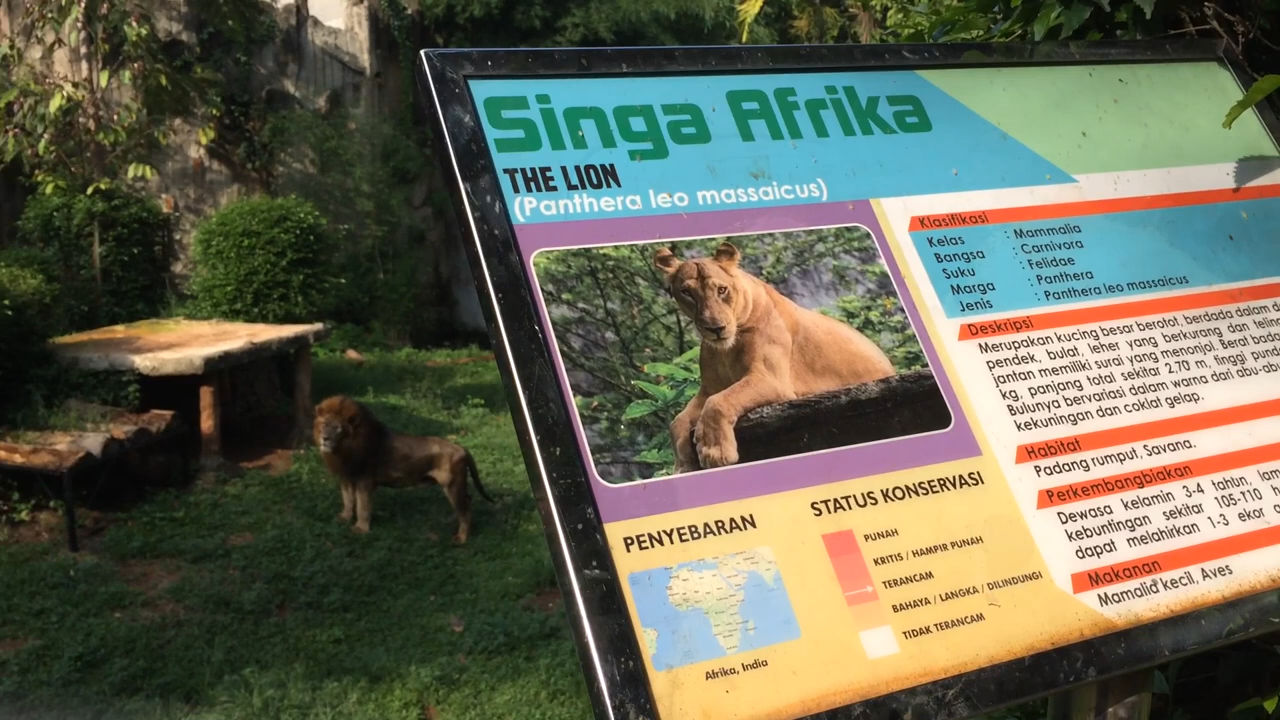 Singa Afrika
THE LION
(Panthera leo massaicus)
Klasifikasi
Kelas : Mammalia
Bangsa : Carnivora
Suku : Felidae
Marga : Panthera
Jenis : Panthera leo massaicus
Deskripsi
Merupakan kucing besar berotot, berdada dalam
pendek, bulat, leher yang berkurang dan
jantan memiliki surai yang menonjol. Berat
kg, panjang total sekitar 2,70 m, tinggi
Bulunya bervariasi dalam warna dari
kekuningan dan coklat gelap.
Habitat
Padang rumput, Savana.
Perkembangbiakan
Dewasa kelamin 3-4 tahun,
kebuntingan sekitar 105-110
dapat melahirkan 1-3 ekor
Makanan
Mamalia kecil, Aves
PENYEBARAN
Afrika, India
STATUS KONSERVASI
PUNAH
KRITIS / HAMPIR PUNAH
TERANCAM
BAHAYA / LANGKA / DILINDUNGI
TIDAK TERANCAM